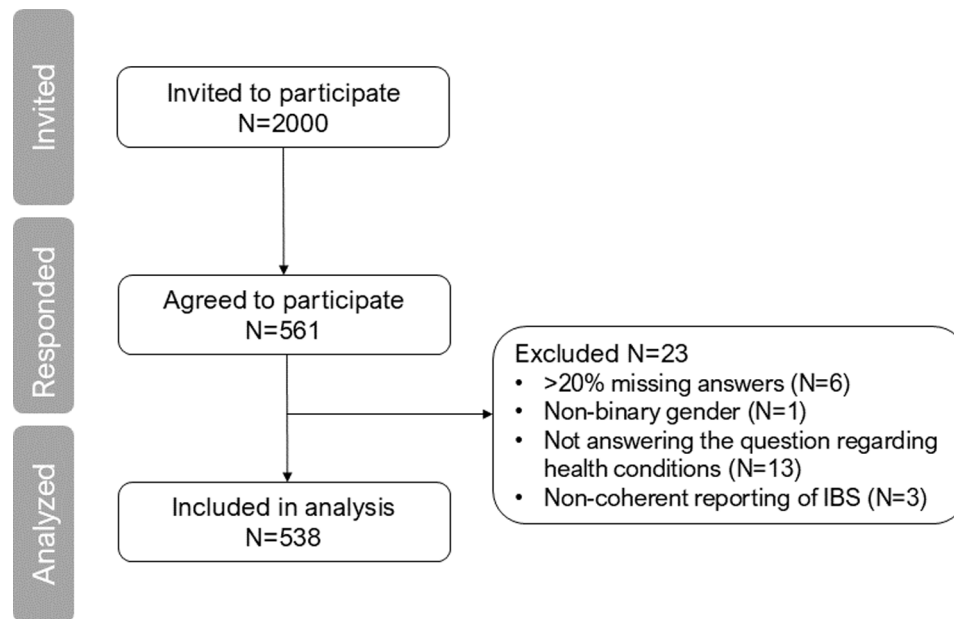 Invited
Invited to participate
N=2000
Responded
Agreed to participate
N=561
Excluded N=23
• >20% missing answers (N=6)
• Non-binary gender (N=1)
• Not answering the question regarding
health conditions (N=13)
• Non-coherent reporting of IBS (N=3)
Analyzed
Included in analysis
N=538